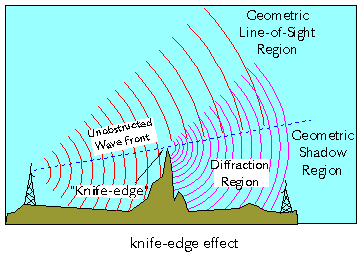 Geometric
Line-of-Sight
Region
Unobstructed
Wave front
Geometric
Shadow
Region
Diffraction
Region
"Knife-edge"
knife-edge effect